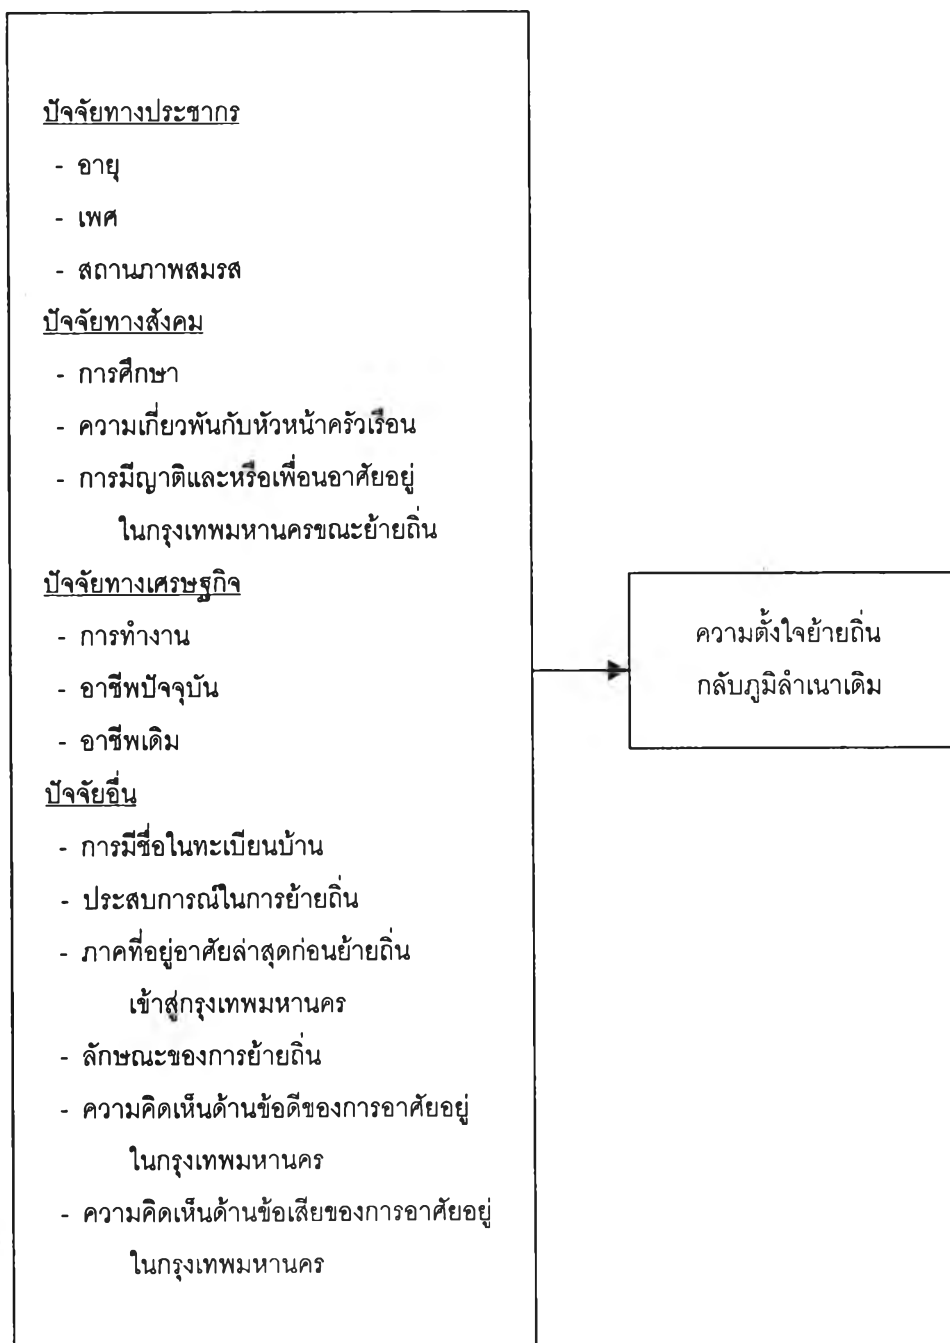 ปัจจัยทางประชากร
- อายุ
- เพศ
- สถานภาพสมรส
ปัจจัยทางสังคม
- การศึกษา
- ความเกี่ยวพันกับหัวหน้าครัวเรือน
- การมีญาติและหรือเพื่อนอาศัยอยู่
ในกรุงเทพมหานครขณะย้ายถิ่น
ปัจจัยทางเศรษฐกิจ
- การทำงาน
- อาชีพปัจจุบัน
- อาชีพเดิม
ปัจจัยอื่น
- การมีชื่อในทะเบียนบ้าน
- ประสบการณ์ในการย้ายถิ่น
- ภาคที่อยู่อาศัยล่าสุดก่อนย้ายถิ่น
เข้าสู่กรุงเทพมหานคร
- ลักษณะของการย้ายถิ่น
- ความคิดเห็นด้านข้อดีของการอาศัยอยู่
ในกรุงเทพมหานคร
- ความคิดเห็นด้านข้อเสียของการอาศัยอยู่
ในกรุงเทพมหานคร
ความตั้งใจย้ายถิ่น
กลับภูมิลำเนาเดิม